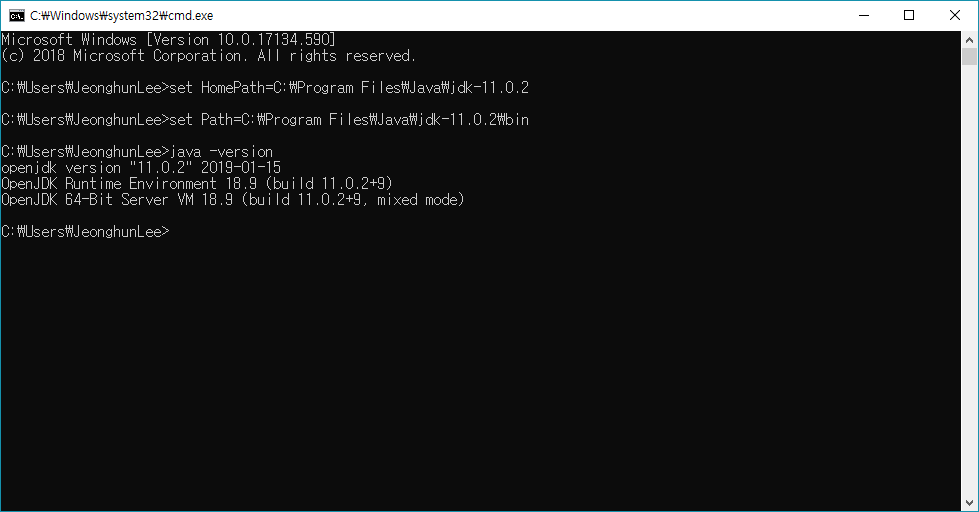 C:₩Windows₩system32₩cmd.exe
Microsoft Windows [Version 10.0.17134.590]
(c) 2018 Microsoft Corporation. All rights reserved.
C:₩Users₩JeonghunLee>set HomePath=C:₩Program Files₩Java₩jdk-11.0.2
C:₩Users₩JeonghunLee>set Path=C:₩Program Files₩Java₩jdk-11.0.2₩bin
C:₩Users₩JeonghunLee>java -version
openjdk version "11.0.2" 2019-01-15
OpenJDK Runtime Environment 18.9 (build 11.0.2+9)
OpenJDK 64-Bit Server VM 18.9 (build 11.0.2+9, mixed mode)
C:₩Users₩JeonghunLee>